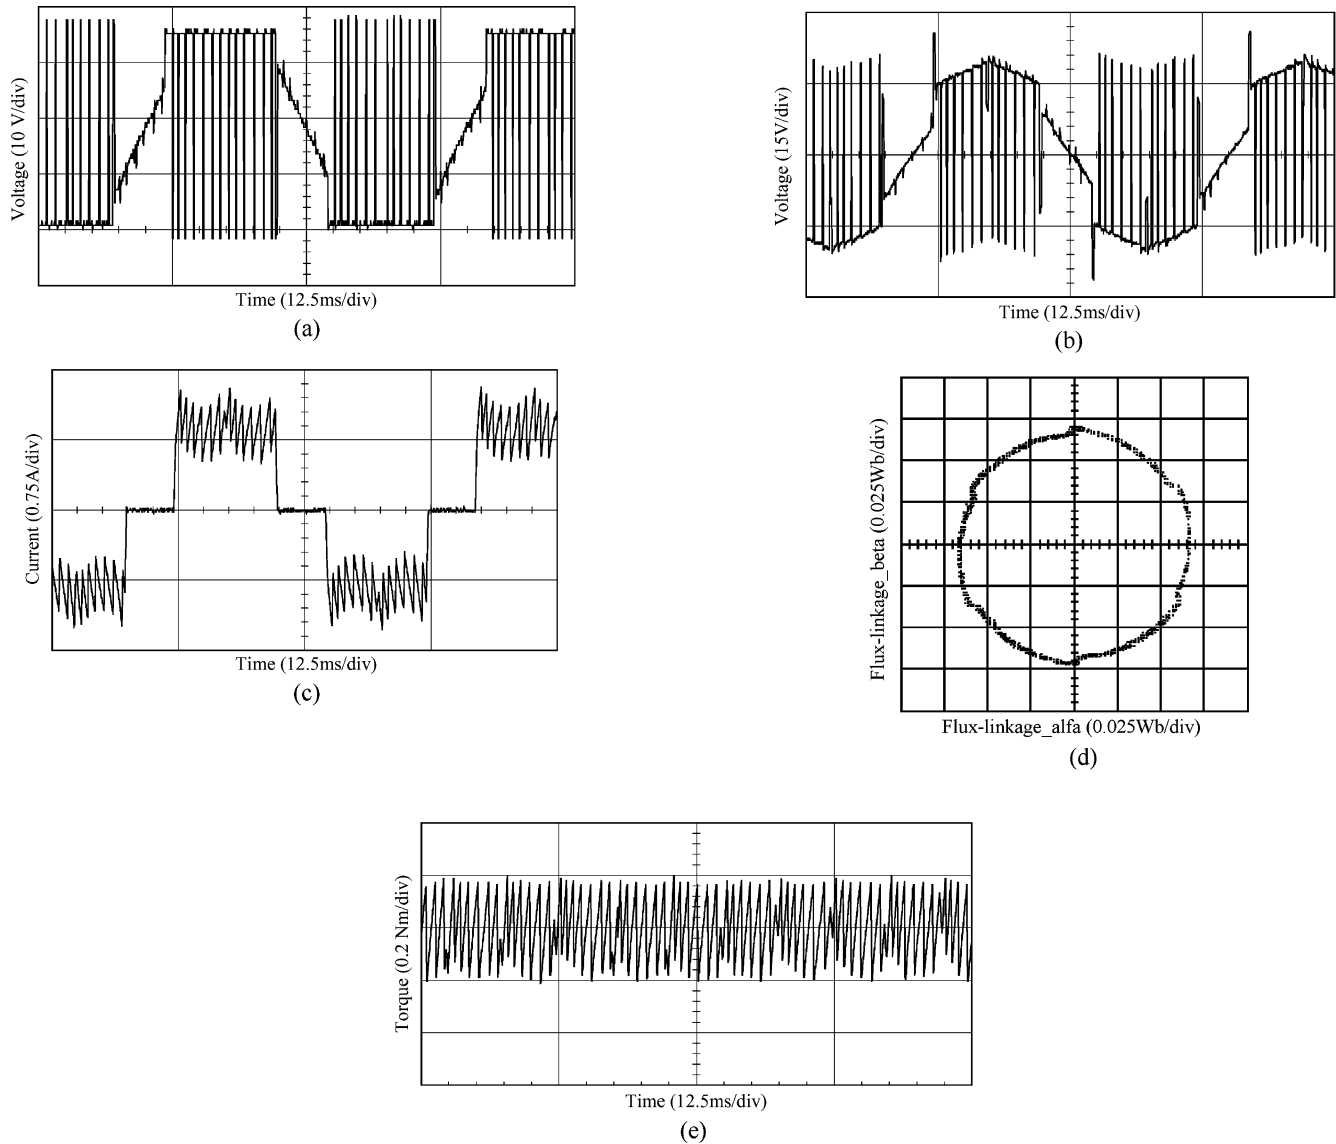 Voltage (10 V/div)
Time (12.5ms/div)
(a)
Voltage (15V/div)
Time (12.5ms/div)
(b)
Current (0.75A/div)
Time (12.5ms/div)
(c)
Flux-linkage_beta (0.025Wb/div)
Flux-linkage_alfa (0.025Wb/div)
(d)
Torque (0.2 Nm/div)
Time (12.5ms/div)
(e)